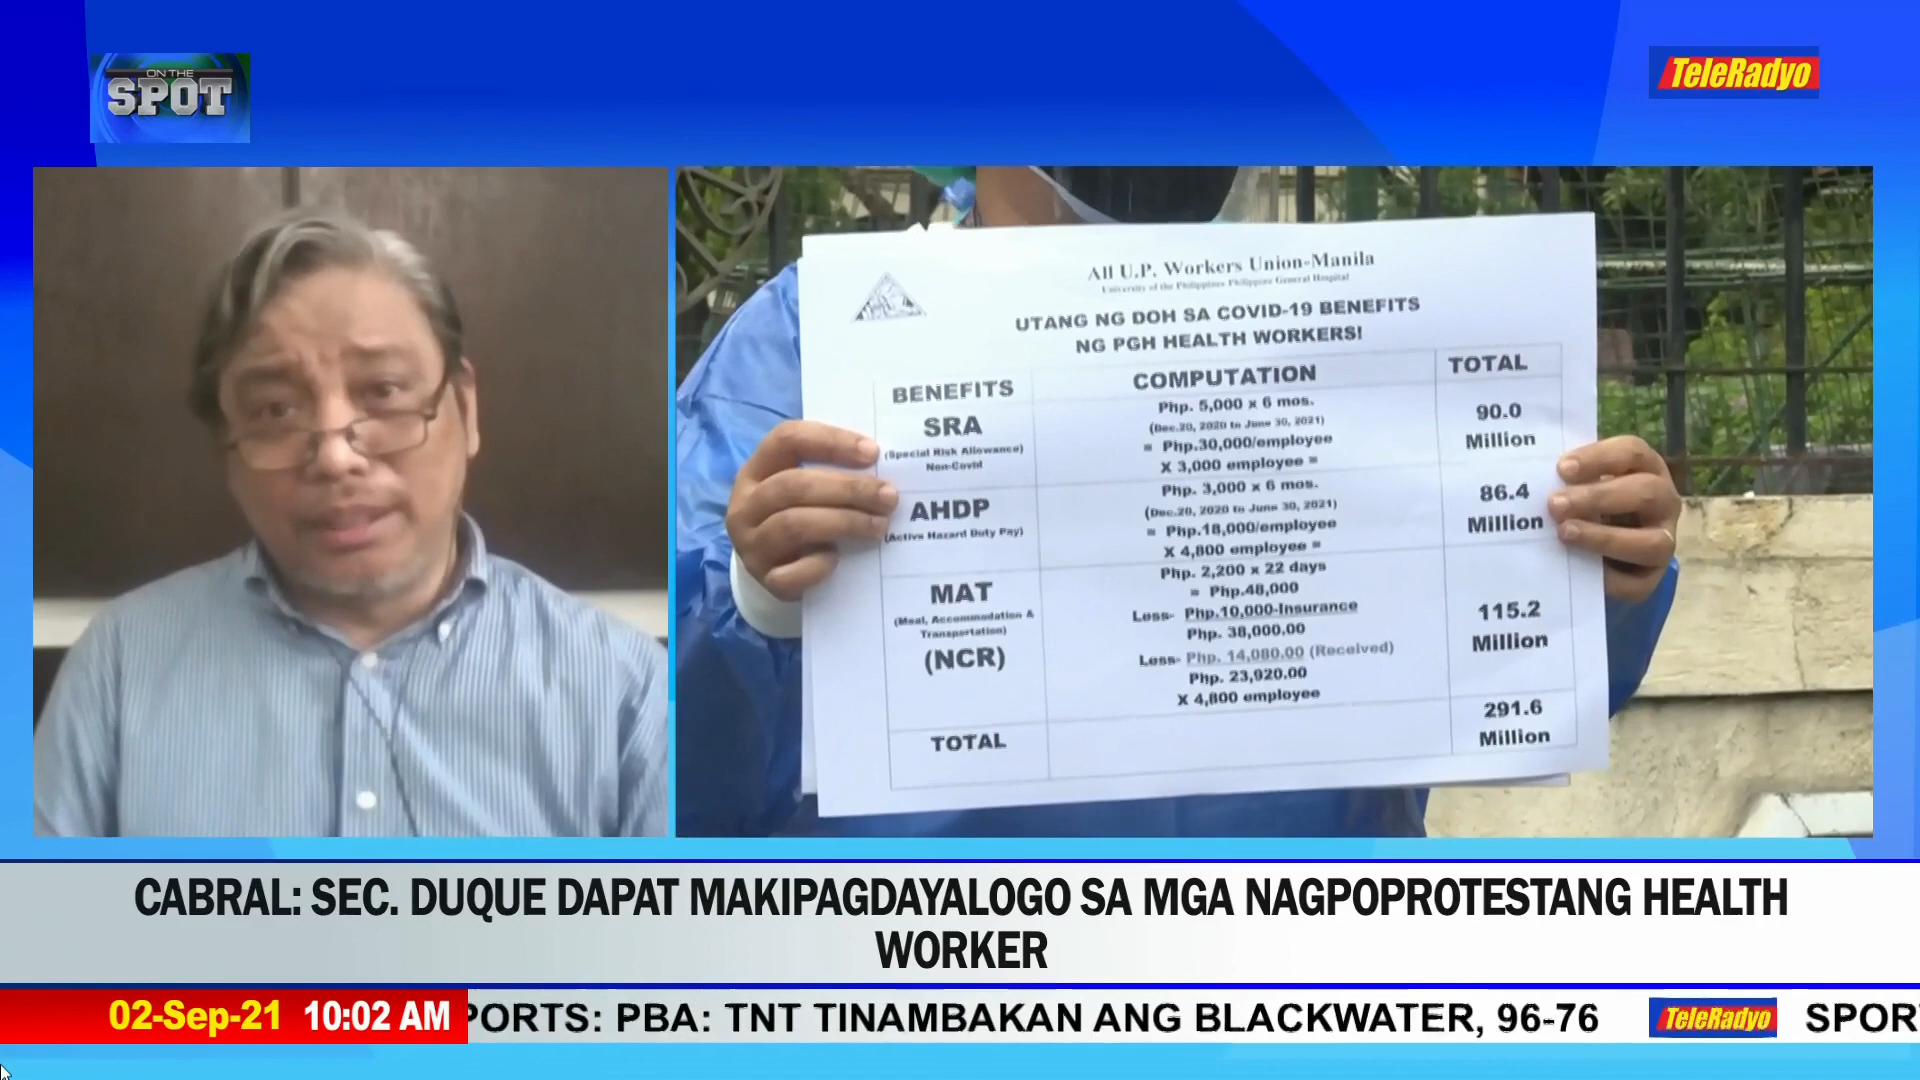 ON THE
SPOT
TeleRadyo
All U.P. Workers Union-Manila
University of the Philippines Philippine General Hospital
UTANG NG DOH SA COVID-19 BENEFITS
NG PGH HEALTH WORKERS!
BENEFITS
COMPUTATION
TOTAL
SRA
(Special Risk Allowance)
Non-Covid
Php. 5,000 x 6 mos.
(Dec.20, 2020 to June 30, 2021)
= Php.30,000/employee
X 3,000 employee =
90.0
Million
AHDP
(Active Hazard Duty Pay)
Php. 3,000 x 6 mos.
(Dec.20, 2020 to June 30, 2021)
= Php.18,000/employee
X 4,800 employee =
86.4
Million
MAT
(Meal, Accommodation &
Transportation)
(NCR)
Php. 2,200 x 22 days
= Php.48,000
Less- Php.10,000-Insurance
Php. 38,000.00
Less- Php. 14,080.00 (Received)
Php. 23,920.00
X 4,800 employee
115.2
Million
TOTAL
291.6
Million
CABRAL: SEC. DUQUE DAPAT MAKIPAGDAYALOGO SA MGA NAGPOPROTESTANG HEALTH
WORKER
02-Sep-21 10:02 AM PORTS: PBA: TNT TINAMBAKAN ANG BLACKWATER, 96-76 TeleRadyo SPOR